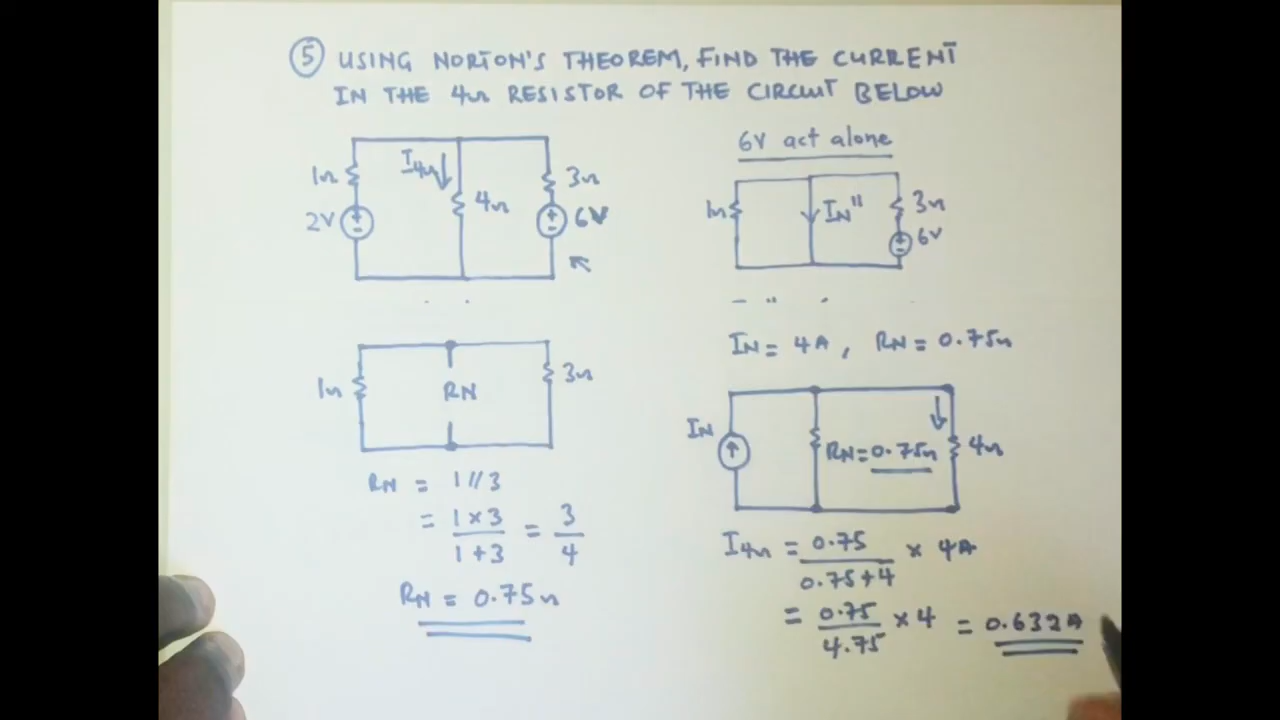 ⑤ USING NORTON'S THEOREM, FIND THE CURRENT
IN THE 4Ω RESISTOR OF THE CIRCUIT BELOW
1Ω
2V
I4Ω
4Ω
3Ω
6V
6V act alone
1Ω
IN"
3Ω
6V
1Ω
RN
3Ω
RN = 1//3
= 1×3/1+3 = 3/4
RN = 0.75Ω
IN = 4A, RN = 0.75Ω
IN
RN = 0.75Ω
4Ω
I4Ω = 0.75/0.75+4 × 4A
= 0.75/4.75 × 4 = 0.632A